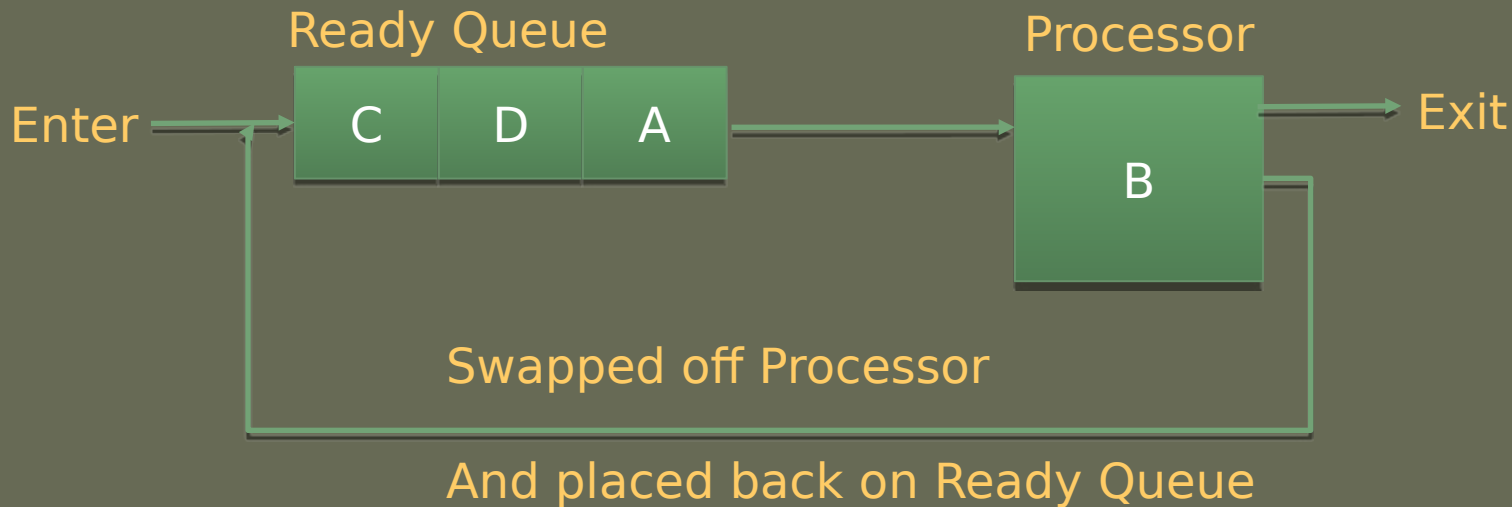 Ready Queue
Processor
Enter
C D A
B
Exit
Swapped off Processor
And placed back on Ready Queue